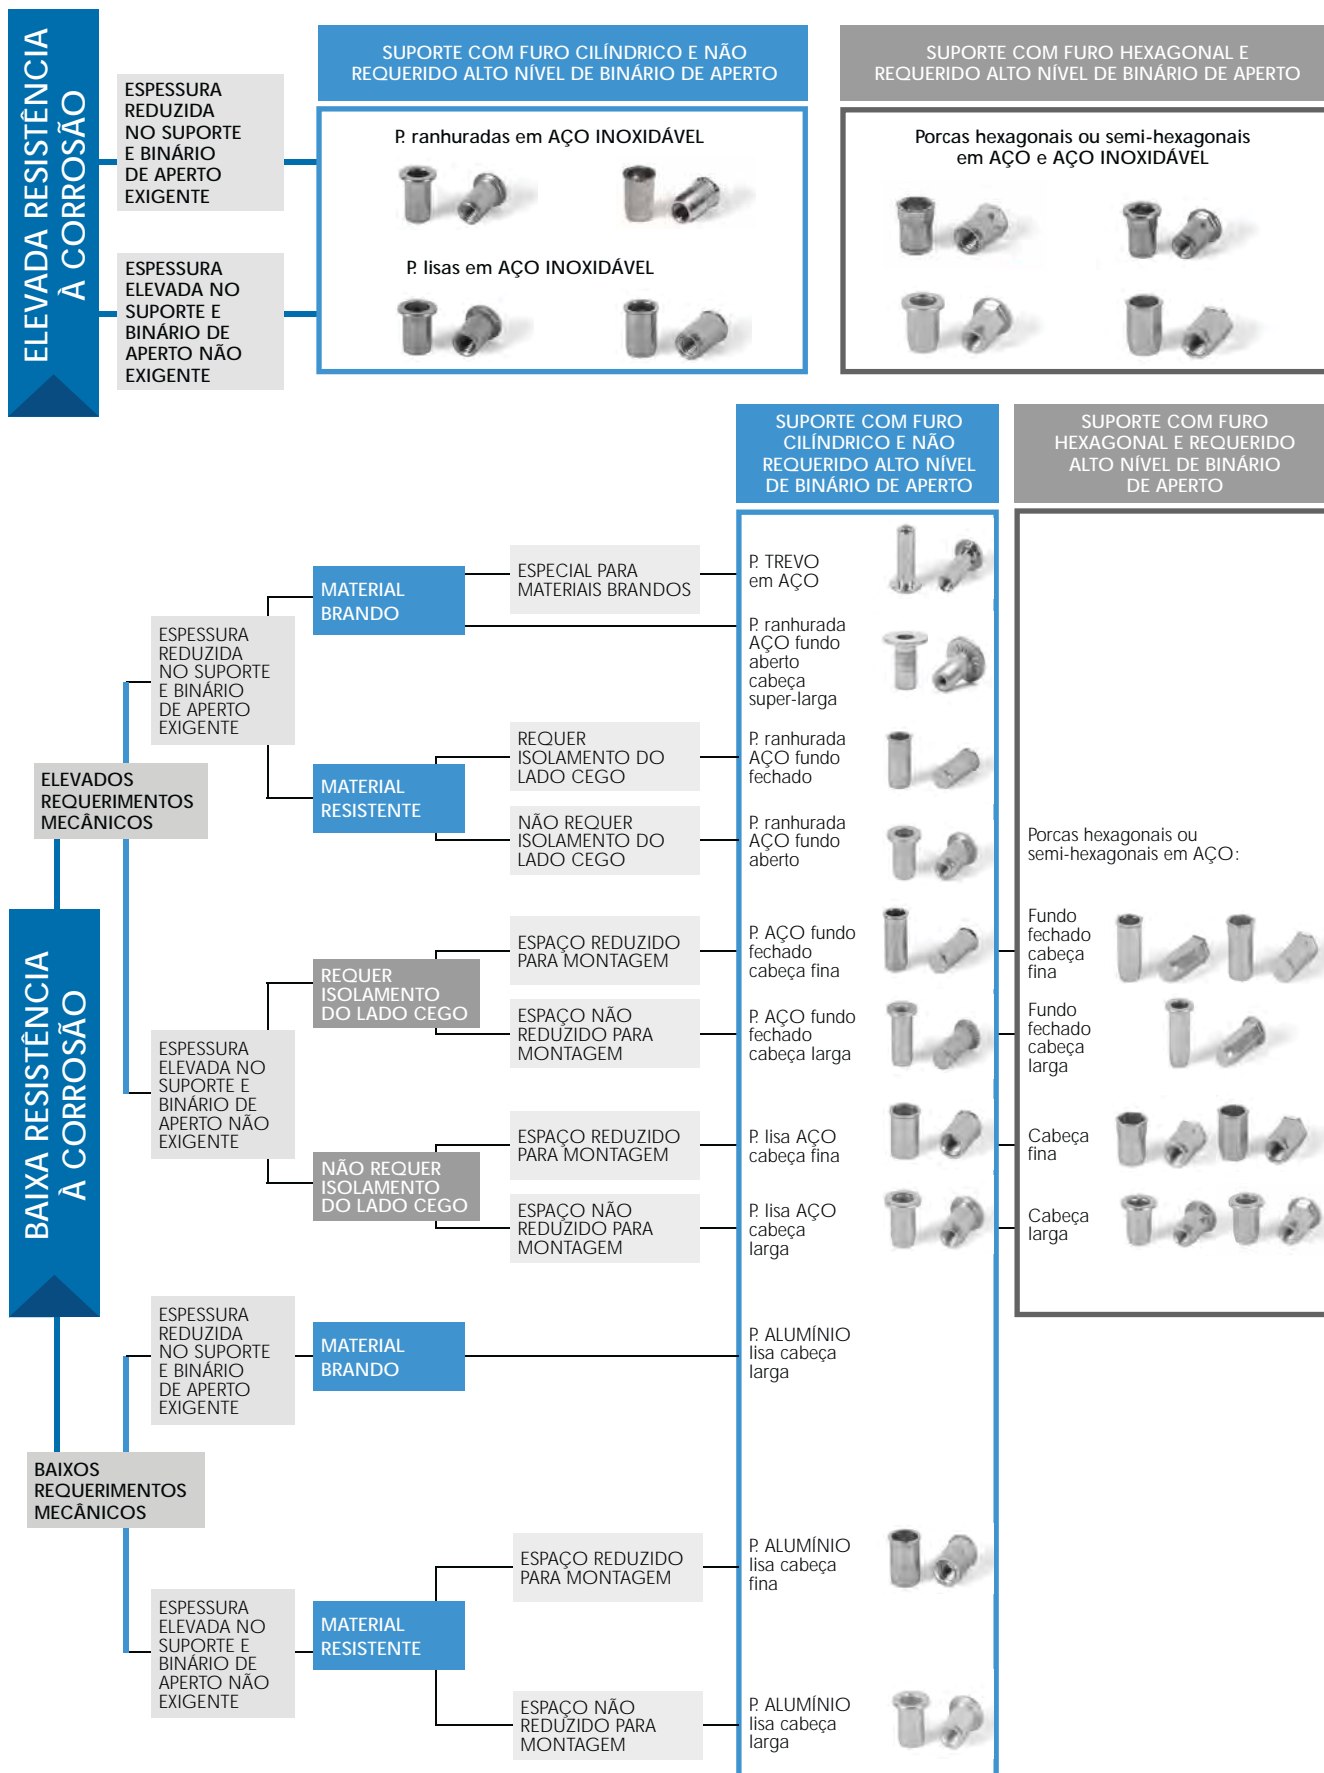 ELEVADA RESISTÊNCIA
À CORROSÃO
ESPESSURA
REDUZIDA
NO SUPORTE
E BINÁRIO
DE APERTO
EXIGENTE
ESPESSURA
ELEVADA NO
SUPORTE E
BINÁRIO DE
APERTO NÃO
EXIGENTE
SUPORTE COM FURO CILÍNDRICO E NÃO
REQUERIDO ALTO NÍVEL DE BINÁRIO DE APERTO
P. ranhuradas em AÇO INOXIDÁVEL
P. lisas em AÇO INOXIDÁVEL
SUPORTE COM FURO HEXAGONAL E
REQUERIDO ALTO NÍVEL DE BINÁRIO DE APERTO
Porcas hexagonais ou semi-hexagonais
em AÇO e AÇO INOXIDÁVEL
SUPORTE COM FURO
CILÍNDRICO E NÃO
REQUERIDO ALTO NÍVEL
DE BINÁRIO DE APERTO
SUPORTE COM FURO
HEXAGONAL E REQUERIDO
ALTO NÍVEL DE BINÁRIO
DE APERTO
BAIXA RESISTÊNCIA
À CORROSÃO
ELEVADOS
REQUERIMENTOS
MECÂNICOS
ESPESSURA
REDUZIDA
NO SUPORTE
E BINÁRIO
DE APERTO
EXIGENTE
MATERIAL
BRANDO
ESPECIAL PARA
MATERIAIS BRANDOS
P. TREVO
em AÇO
P. ranhurada
AÇO fundo
aberto
cabeça
super-larga
MATERIAL
RESISTENTE
REQUER
ISOLAMENTO DO
LADO CEGO
P. ranhurada
AÇO fundo
fechado
NÃO REQUER
ISOLAMENTO DO
LADO CEGO
P. ranhurada
AÇO fundo
aberto
Porcas hexagonais ou
semi-hexagonais em AÇO:
ESPESSURA
ELEVADA NO
SUPORTE E
BINÁRIO DE
APERTO NÃO
EXIGENTE
REQUER
ISOLAMENTO
DO LADO CEGO
ESPAÇO REDUZIDO
PARA MONTAGEM
P. AÇO fundo
fechado
cabeça fina
Fundo
fechado
cabeça
fina
ESPAÇO NÃO
REDUZIDO PARA
MONTAGEM
P. AÇO fundo
fechado
cabeça larga
Fundo
fechado
cabeça
larga
NÃO REQUER
ISOLAMENTO
DO LADO CEGO
ESPAÇO REDUZIDO
PARA MONTAGEM
P. lisa AÇO
cabeça fina
Cabeça
fina
ESPAÇO NÃO
REDUZIDO PARA
MONTAGEM
P. lisa AÇO
cabeça
larga
Cabeça
larga
BAIXOS
REQUERIMENTOS
MECÂNICOS
ESPESSURA
REDUZIDA
NO SUPORTE
E BINÁRIO
DE APERTO
EXIGENTE
MATERIAL
BRANDO
P. ALUMÍNIO
lisa cabeça
larga
ESPESSURA
ELEVADA NO
SUPORTE E
BINÁRIO DE
APERTO NÃO
EXIGENTE
MATERIAL
RESISTENTE
ESPAÇO REDUZIDO
PARA MONTAGEM
P. ALUMÍNIO
lisa cabeça
fina
ESPAÇO NÃO
REDUZIDO PARA
MONTAGEM
P. ALUMÍNIO
lisa cabeça
larga